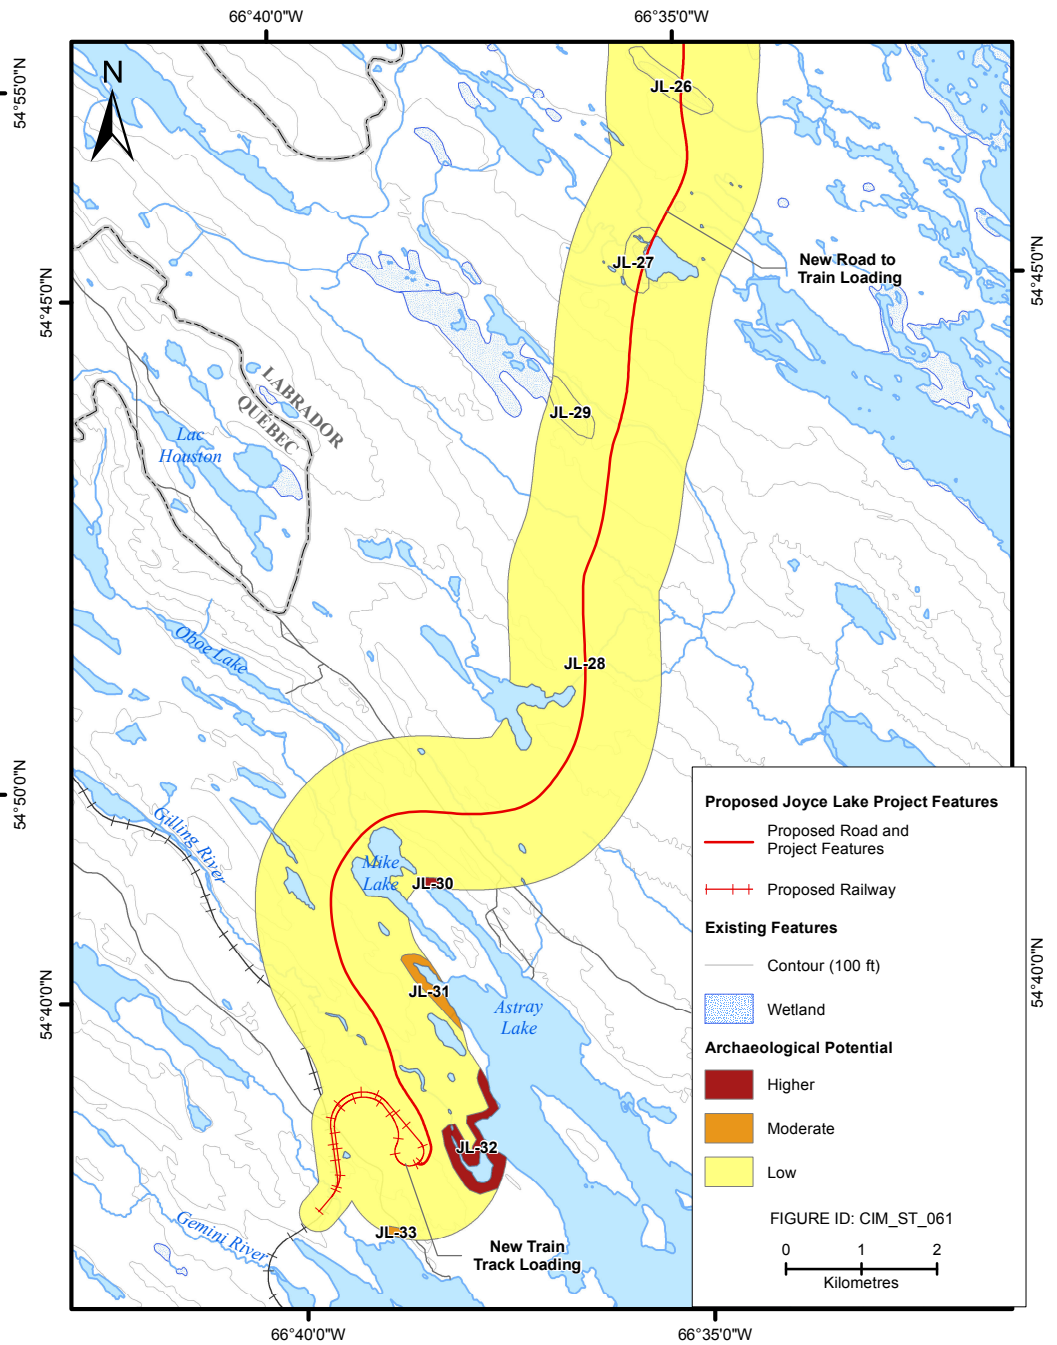 66°40'0"W
66°35'0"W
54°55'0"N
N
JL-26
New Road to
Train Loading
54°45'0"N
JL-27
54°45'0"N
LABRADOR
QUÉBEC
JL-29
Lac
Houston
Oboe Lake
JL-28
54°50'0"N
Gilling River
Mike
Lake
JL-30
JL-31
Astray
Lake
54°40'0"N
54°40'0"N
JL-32
Gemini River
JL-33
New Train
Track Loading
Proposed Joyce Lake Project Features
Proposed Road and
Project Features
Proposed Railway
Existing Features
Contour (100 ft)
Wetland
Archaeological Potential
Higher
Moderate
Low
FIGURE ID: CIM_ST_061
0 1 2
Kilometres
66°40'0"W
66°35'0"W